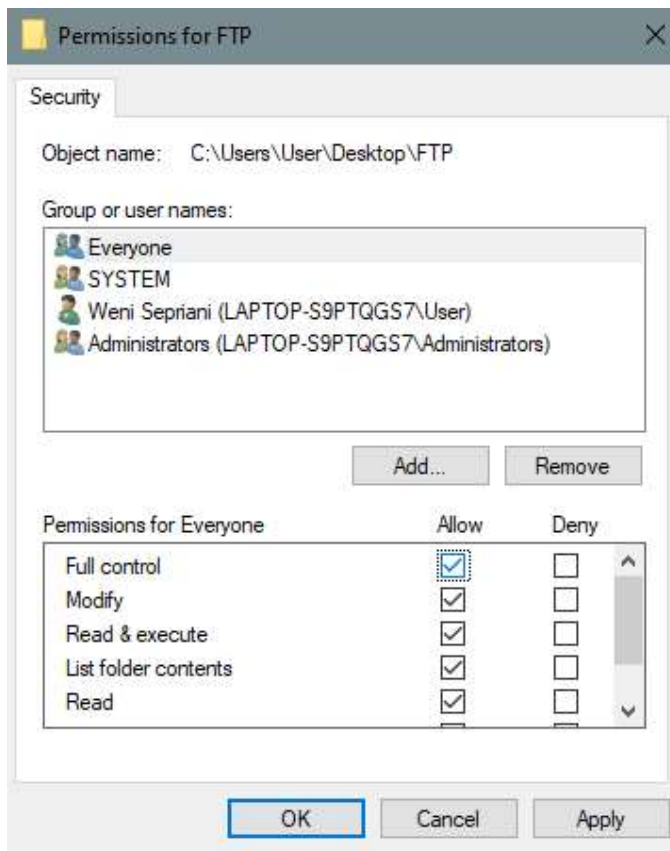 Permissions for FTP
Security
Object name: C:\Users\User\Desktop\FTP
Group or user names:
Everyone
SYSTEM
Weni Sepriani (LAPTOP-S9PTQGS7\User)
Administrators (LAPTOP-S9PTQGS7\Administrators)
Add... Remove
Permissions for Everyone Allow Deny
Full control
Modify
Read & execute
List folder contents
Read
OK Cancel Apply